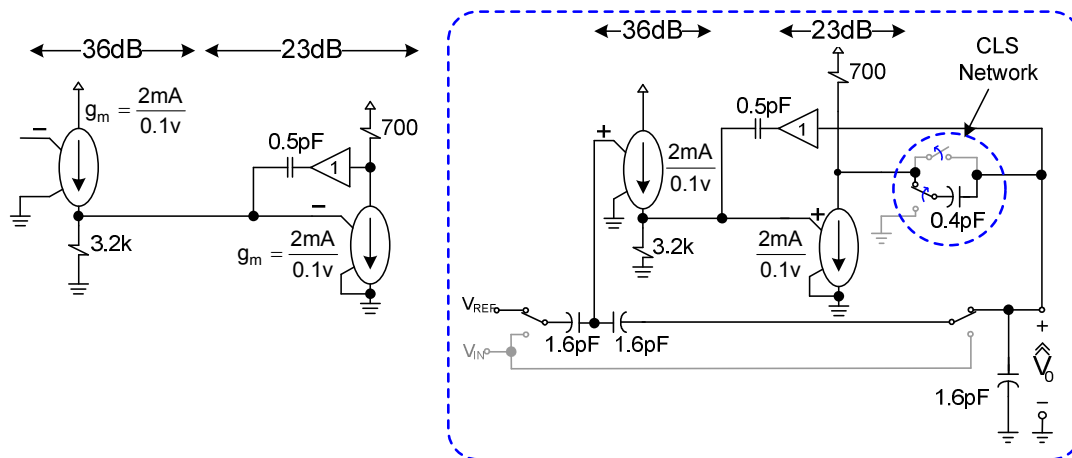 36dB 23dB
g_m = 2mA / 0.1v
−
0.5pF
1
700
3.2k
−
g_m = 2mA / 0.1v
36dB 23dB
CLS
Network
700
0.5pF
1
+
2mA / 0.1v
3.2k
− +
2mA / 0.1v
0.4pF
V_REF
1.6pF 1.6pF
V_IN
+
V̂̂_0
−
1.6pF